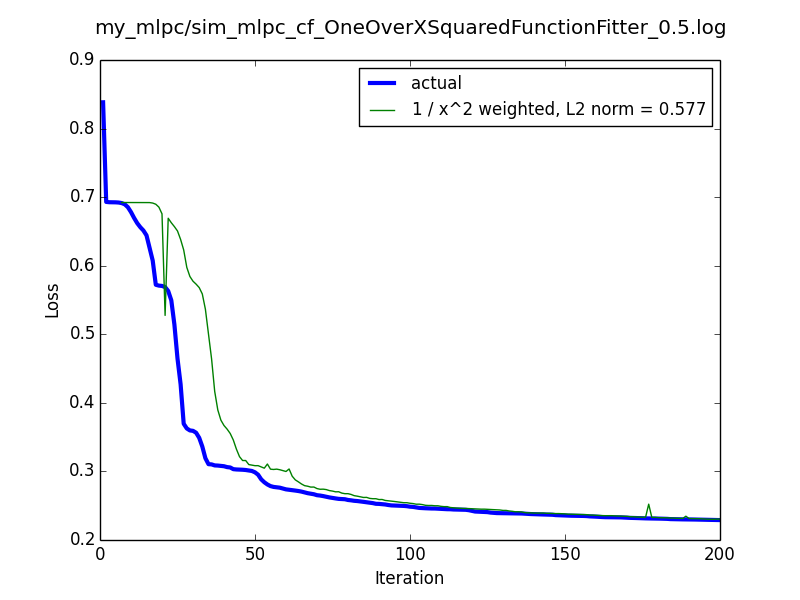 my_mlpc/sim_mlpc_cf_OneOverXSquaredFunctionFitter_0.5.log
actual
1 / x^2 weighted, L2 norm = 0.577
0.9
0.8
0.7
0.6
0.5
0.4
0.3
0.2
Loss
0 50 100 150 200
Iteration